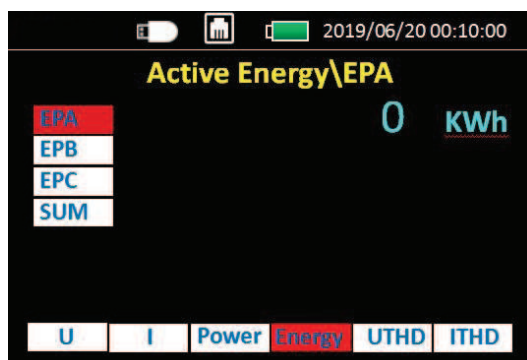 2019/06/20 00:10:00
Active Energy\EPA
EPA 0 KWh
EPB
EPC
SUM
U I Power Energy UTHD ITHD